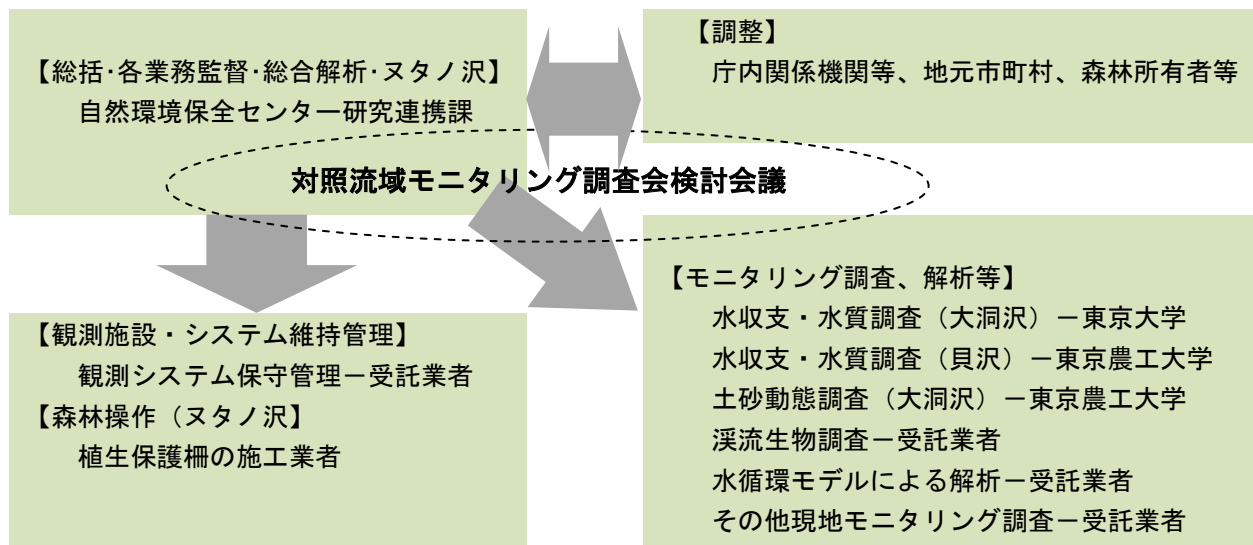 【総括･各業務監督･総合解析･ヌタノ沢】
自然環境保全センター研究連携課
【調整】
庁内関係機関等、地元市町村、森林所有者等
対照流域モニタリング調査会検討会議
【観測施設・システム維持管理】
観測システム保守管理－受託業者
【森林操作（ヌタノ沢】
植生保護柵の施工業者
【モニタリング調査、解析等】
水収支・水質調査（大洞沢）－東京大学
水収支・水質調査（貝沢）－東京農工大学
土砂動態調査（大洞沢）－東京農工大学
渓流生物調査－受託業者
水循環モデルによる解析－受託業者
その他現地モニタリング調査－受託業者